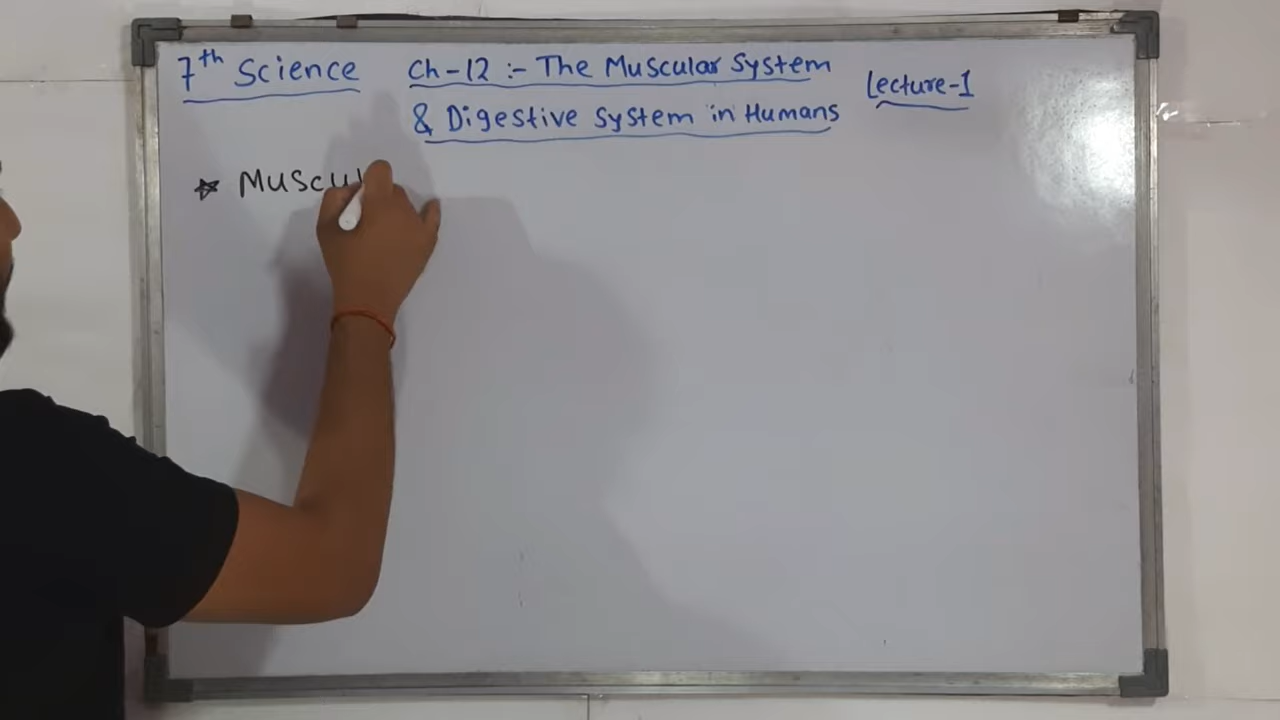 7th Science Ch-12 :- The Muscular System Lecture-1
& Digestive System in Humans
☆ Muscul